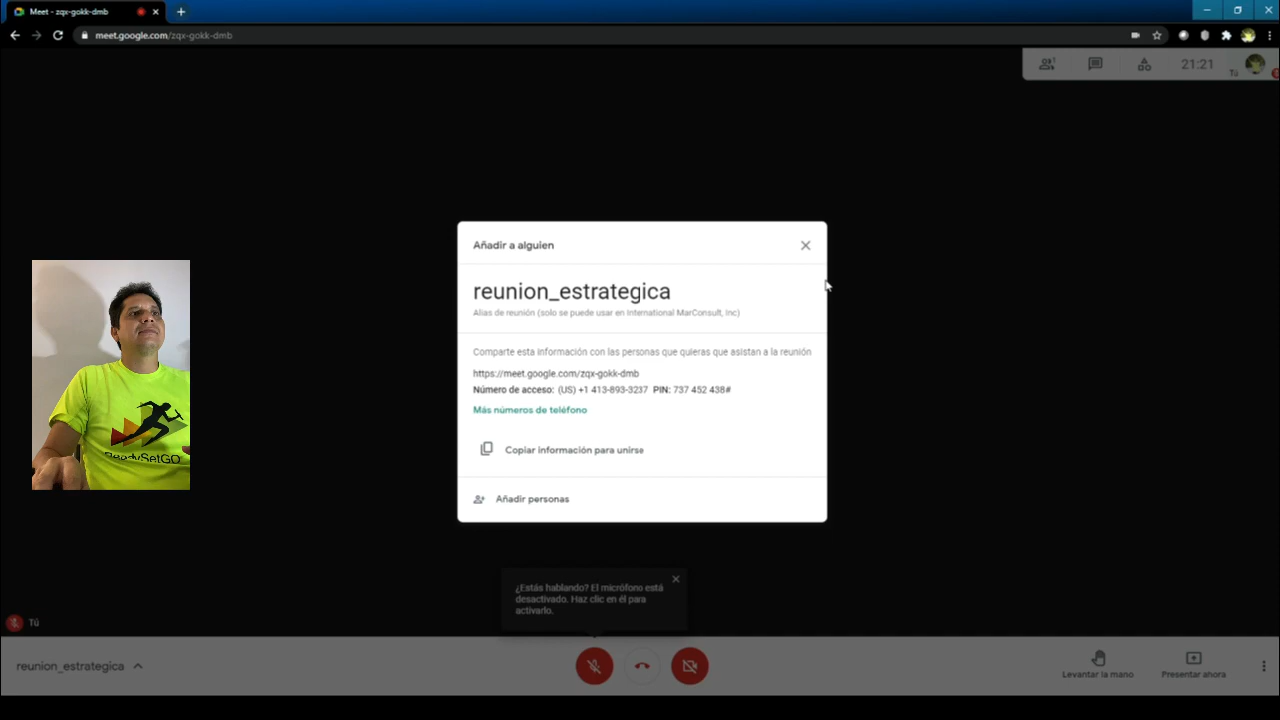 Meet - zqx-gokk-dmb
meet.google.com/zqx-gokk-dmb
21:21
Tú
Añadir a alguien
reunion_estrategica
Alias de reunión (solo se puede usar en International MarConsult, Inc)
Comparte esta información con las personas que quieras que asistan a la reunión
https://meet.google.com/zqx-gokk-dmb
Número de acceso: (US) +1 413-893-3237 PIN: 737 452 438#
Más números de teléfono
Copiar información para unirse
Añadir personas
ReadySetGO
¿Estás hablando? El micrófono está
desactivado. Haz clic en él para
activarlo.
Tú
reunion_estrategica
Levantar la mano
Presentar ahora